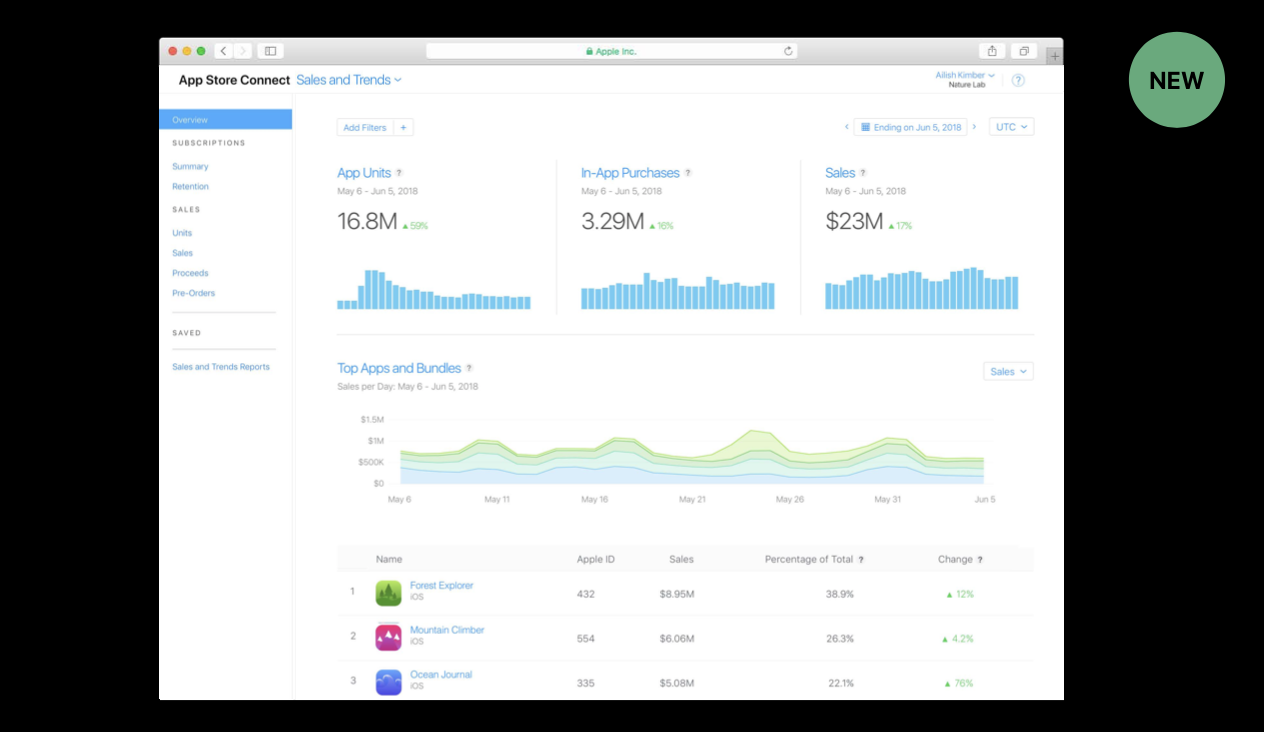 NEW
Apple Inc.
App Store Connect Sales and Trends
Ailish Kimber
Nature Lab
?
Overview
SUBSCRIPTIONS
Summary
Retention
SALES
Units
Sales
Proceeds
Pre-Orders
SAVED
Sales and Trends Reports
Add Filters +
Ending on Jun 5, 2018
UTC
App Units ?
May 6 - Jun 5, 2018
16.8M ▲ 59%
In-App Purchases ?
May 6 - Jun 5, 2018
3.29M ▲ 16%
Sales ?
May 6 - Jun 5, 2018
$23M ▲ 17%
Top Apps and Bundles ?
Sales per Day: May 6 - Jun 5, 2018
Sales
$1.5M
$1M
$500K
$0
May 6 May 11 May 16 May 21 May 26 May 31 Jun 5
Name Apple ID Sales Percentage of Total ? Change ?
1 Forest Explorer 432 $8.95M 38.9% ▲ 12%
iOS
2 Mountain Climber 554 $6.06M 26.3% ▲ 4.2%
iOS
3 Ocean Journal 335 $5.08M 22.1% ▲ 76%
iOS